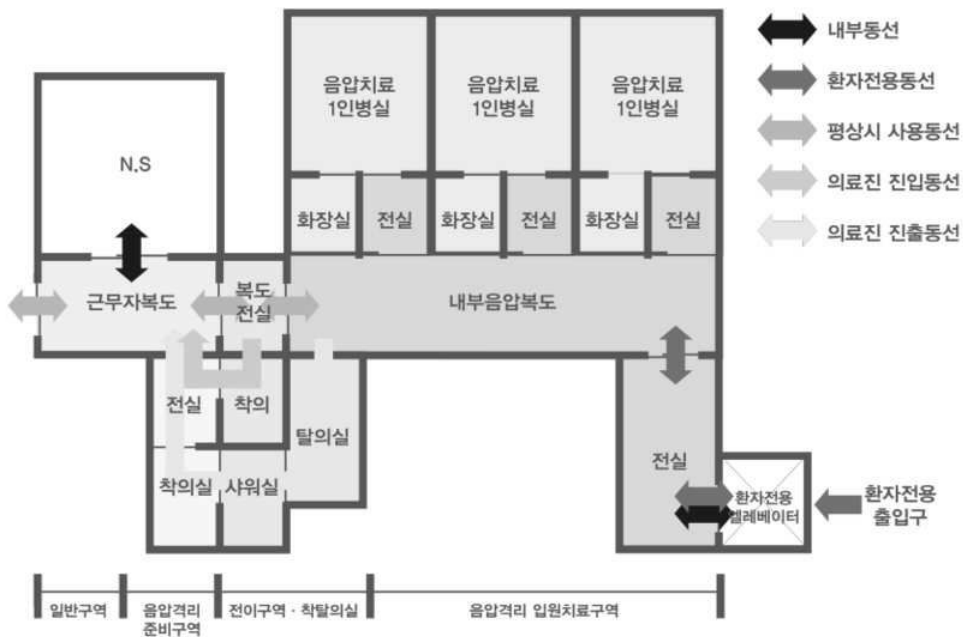 내부동선
환자전용동선
평상시 사용동선
의료진 진입동선
의료진 진출동선
음압치료
1인병실
음압치료
1인병실
음압치료
1인병실
N.S
화장실
전실
화장실
전실
화장실
전실
근무자복도
복도
전실
내부음압복도
전실
착의
탈의실
착의실
샤워실
전실
환자전용
엘레베이터
환자전용
출입구
일반구역
음압격리
준비구역
전이구역 · 착탈의실
음압격리 입원치료구역